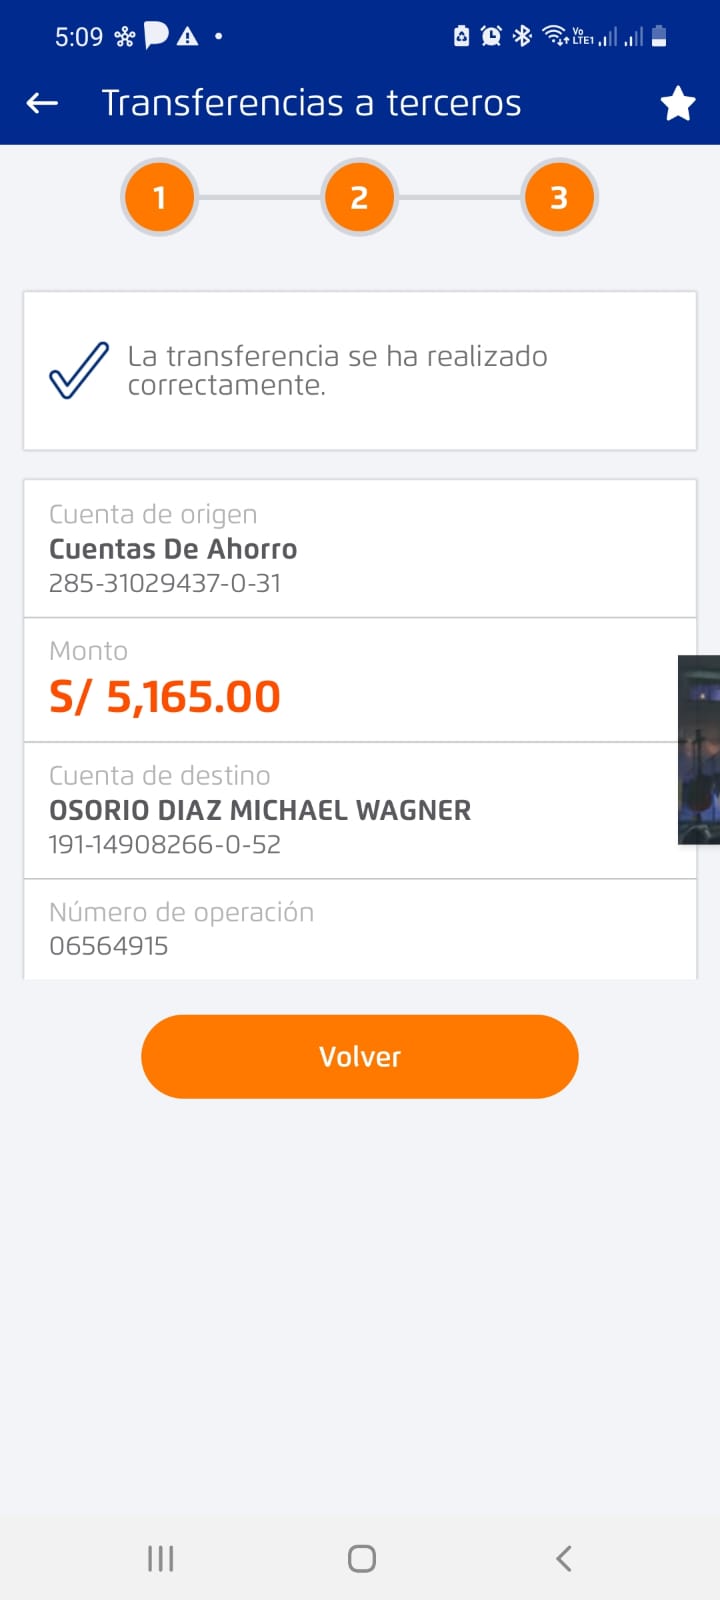 5:09
Vo
LTE1
Transferencias a terceros
1
2
3
La transferencia se ha realizado
correctamente.
Cuenta de origen
Cuentas De Ahorro
285-31029437-0-31
Monto
S/ 5,165.00
Cuenta de destino
OSORIO DIAZ MICHAEL WAGNER
191-14908266-0-52
Número de operación
06564915
Volver